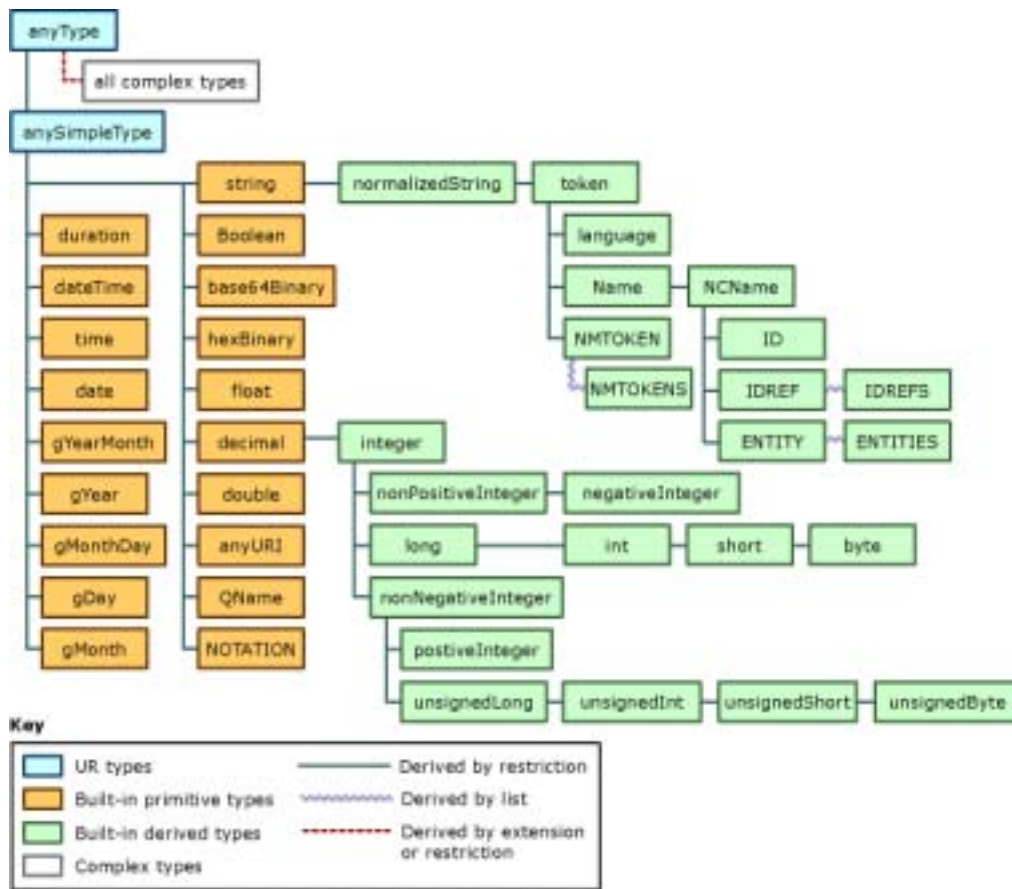 anyType
all complex types
anySimpleType
string normalizedString token
duration Boolean language
dateTime base64Binary Name NCName
time hexBinary NMTOKEN ID
date float NMTOKENS IDREF IDREFS
gYearMonth decimal integer ENTITY ENTITIES
gYear double nonPositiveInteger negativeInteger
gMonthDay anyURI long int short byte
gDay QName nonNegativeInteger
gMonth NOTATION postiveInteger
unsignedLong unsignedInt unsignedShort unsignedByte
Key
UR types Derived by restriction
Built-in primitive types Derived by list
Built-in derived types Derived by extension
or restriction
Complex types